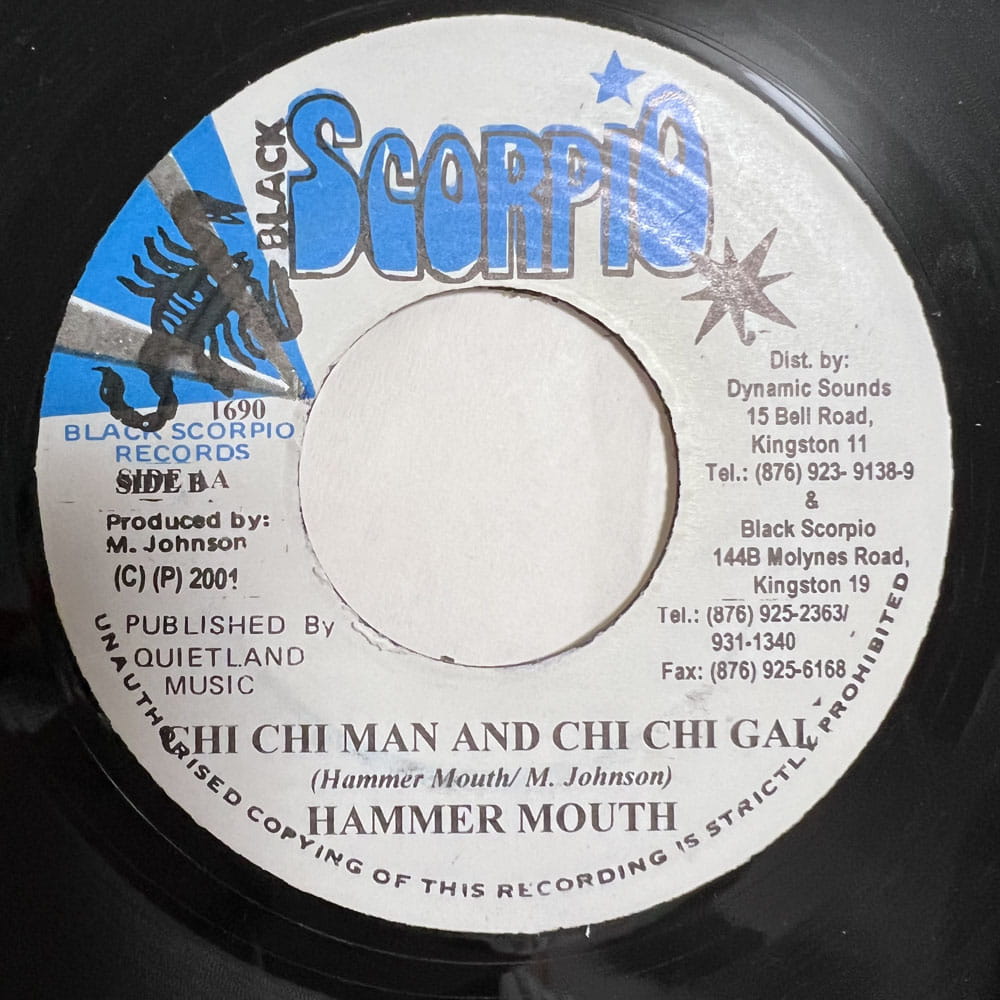 BLACK
SCORPIO
1690
BLACK SCORPIO
RECORDS
SIDE
Produced by:
M. Johnson
(C) (P) 2001
PUBLISHED By
QUIETLAND
MUSIC
Dist. by:
Dynamic Sounds
15 Bell Road,
Kingston 11
Tel.: (876) 923- 9138-9
&
Black Scorpio
144B Molynes Road,
Kingston 19
Tel.: (876) 925-2363/
931-1340
Fax: (876) 925-6168
CHI CHI MAN AND CHI CHI GAL
(Hammer Mouth/ M. Johnson)
HAMMER MOUTH
UNAUTHORISED COPYING OF THIS RECORDING IS STRICTLY PROHIBITED